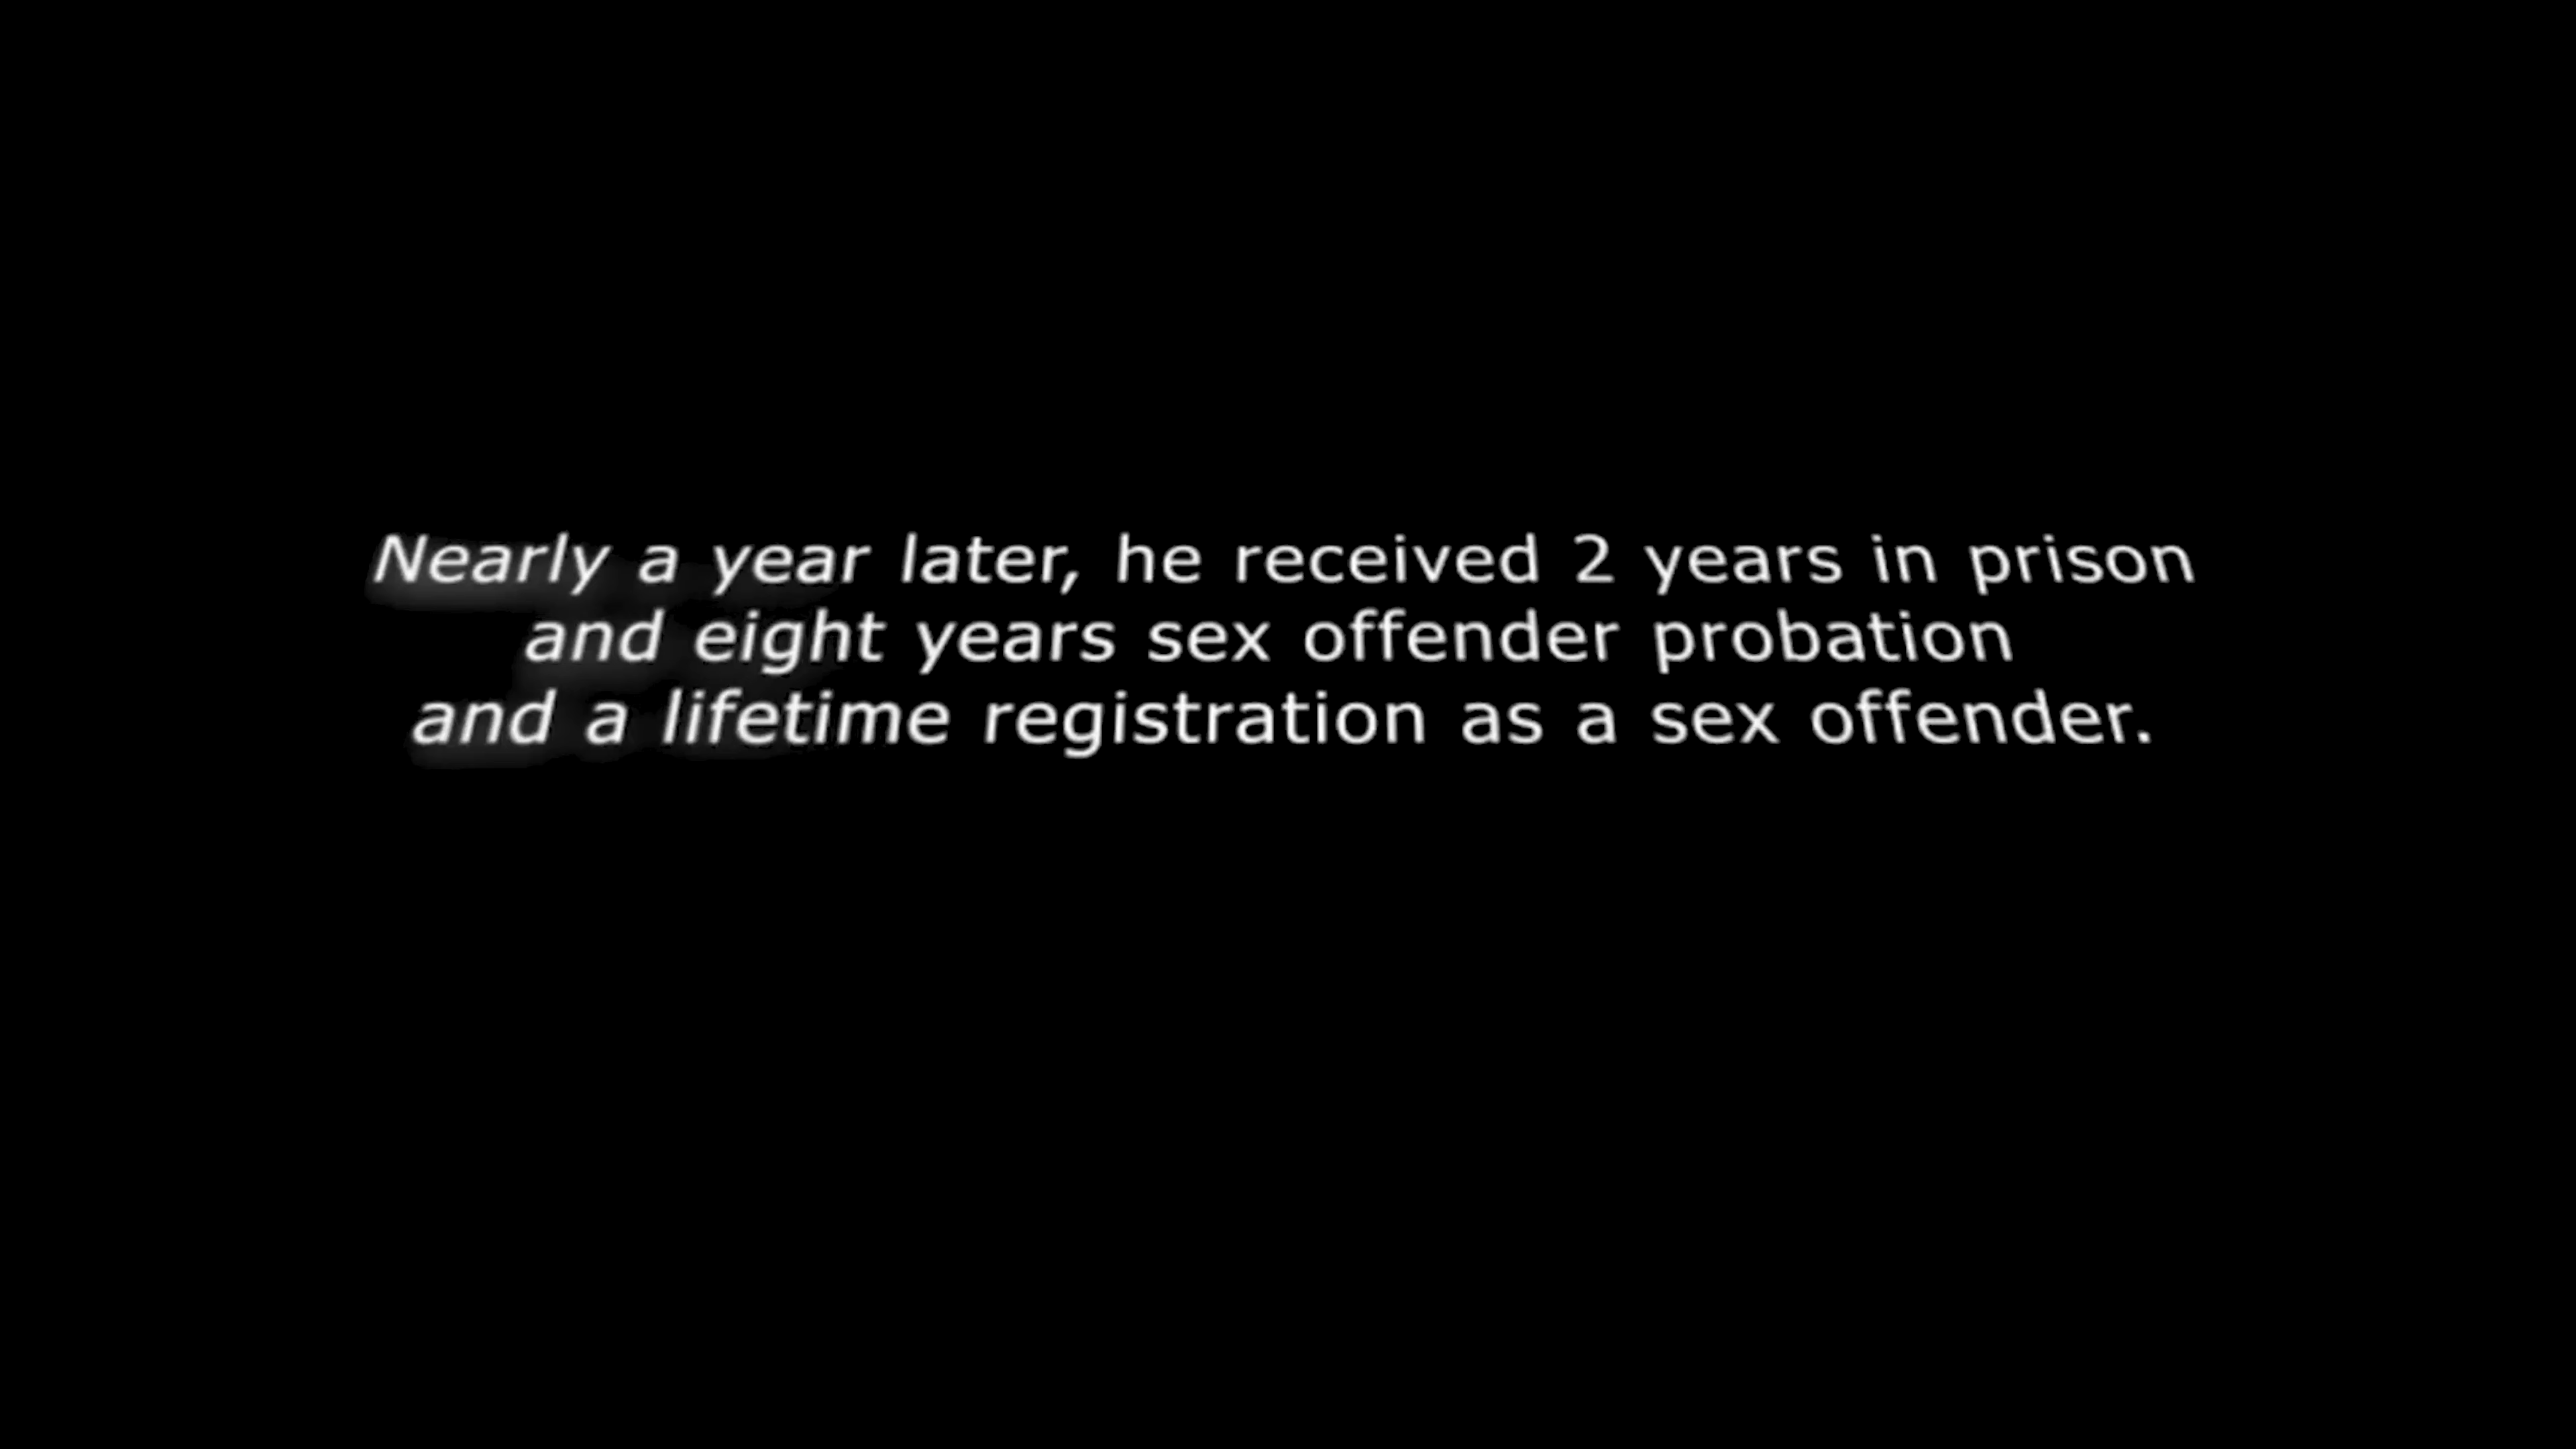 Nearly a year later, he received 2 years in prison
and eight years sex offender probation
and a lifetime registration as a sex offender.